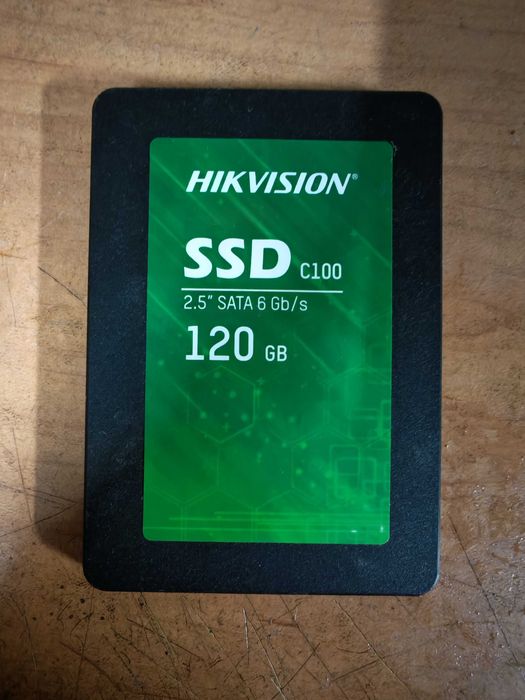 HIKVISION®
SSD C100
2.5" SATA 6 Gb/s
120 GB